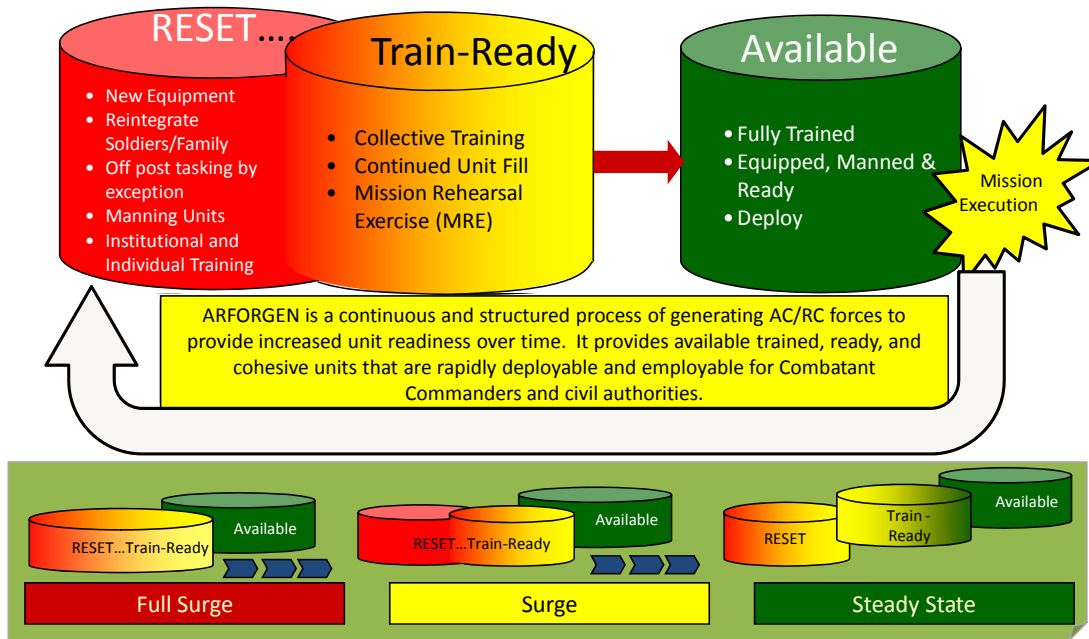 RESET....
Train-Ready
Available
• New Equipment
• Reintegrate
Soldiers/Family
• Off post tasking by
exception
• Manning Units
• Institutional and
Individual Training
• Collective Training
• Continued Unit Fill
• Mission Rehearsal
Exercise (MRE)
• Fully Trained
• Equipped, Manned &
Ready
• Deploy
Mission
Execution
ARFORGEN is a continuous and structured process of generating AC/RC forces to
provide increased unit readiness over time. It provides available trained, ready, and
cohesive units that are rapidly deployable and employable for Combatant
Commanders and civil authorities.
RESET...Train-Ready
Available
Full Surge
RESET...Train-Ready
Available
Surge
RESET
Train -
Ready
Available
Steady State